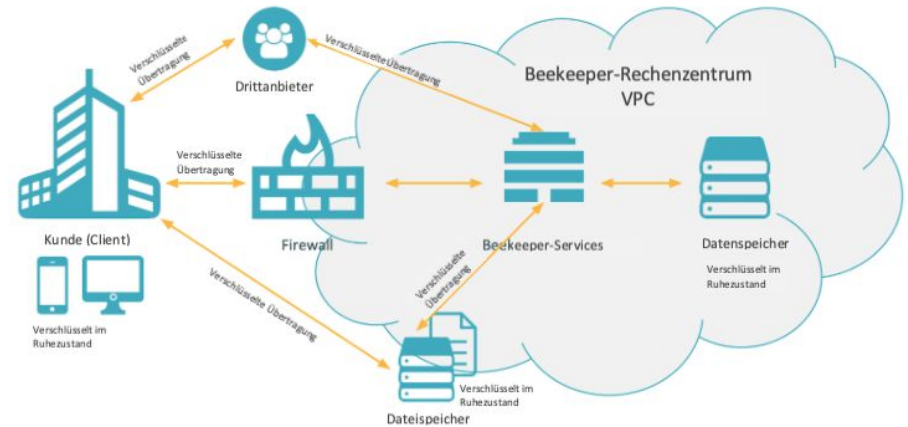 Verschlüsselte
Übertragung
Drittanbieter
Verschlüsselte Übertragung
Beekeeper-Rechenzentrum
VPC
Verschlüsselte
Übertragung
Kunde (Client)
Firewall
Beekeeper-Services
Datenspeicher
Verschlüsselt im
Ruhezustand
Verschlüsselt im
Ruhezustand
Verschlüsselte Übertragung
Verschlüsselte
Übertragung
Verschlüsselt im
Ruhezustand
Dateispeicher